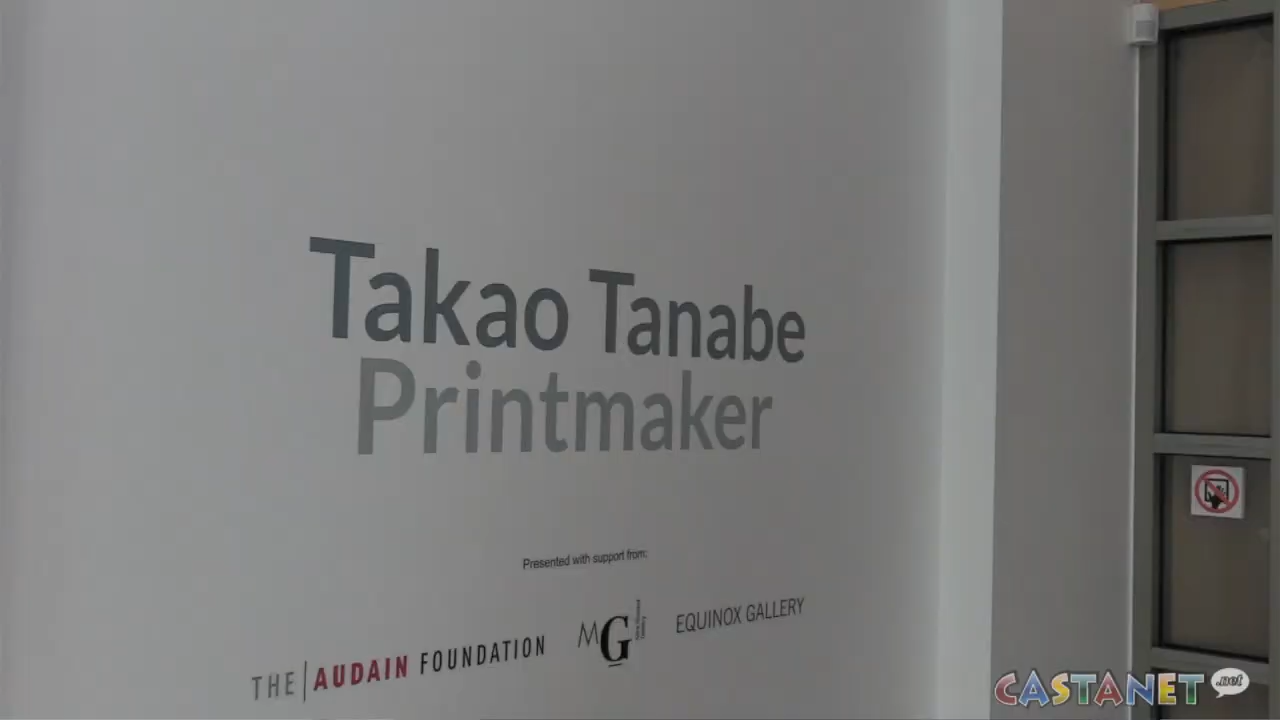 Takao Tanabe
Printmaker
Presented with support from:
THE | AUDAIN FOUNDATION
MG
EQUINOX GALLERY
CASTANET .net